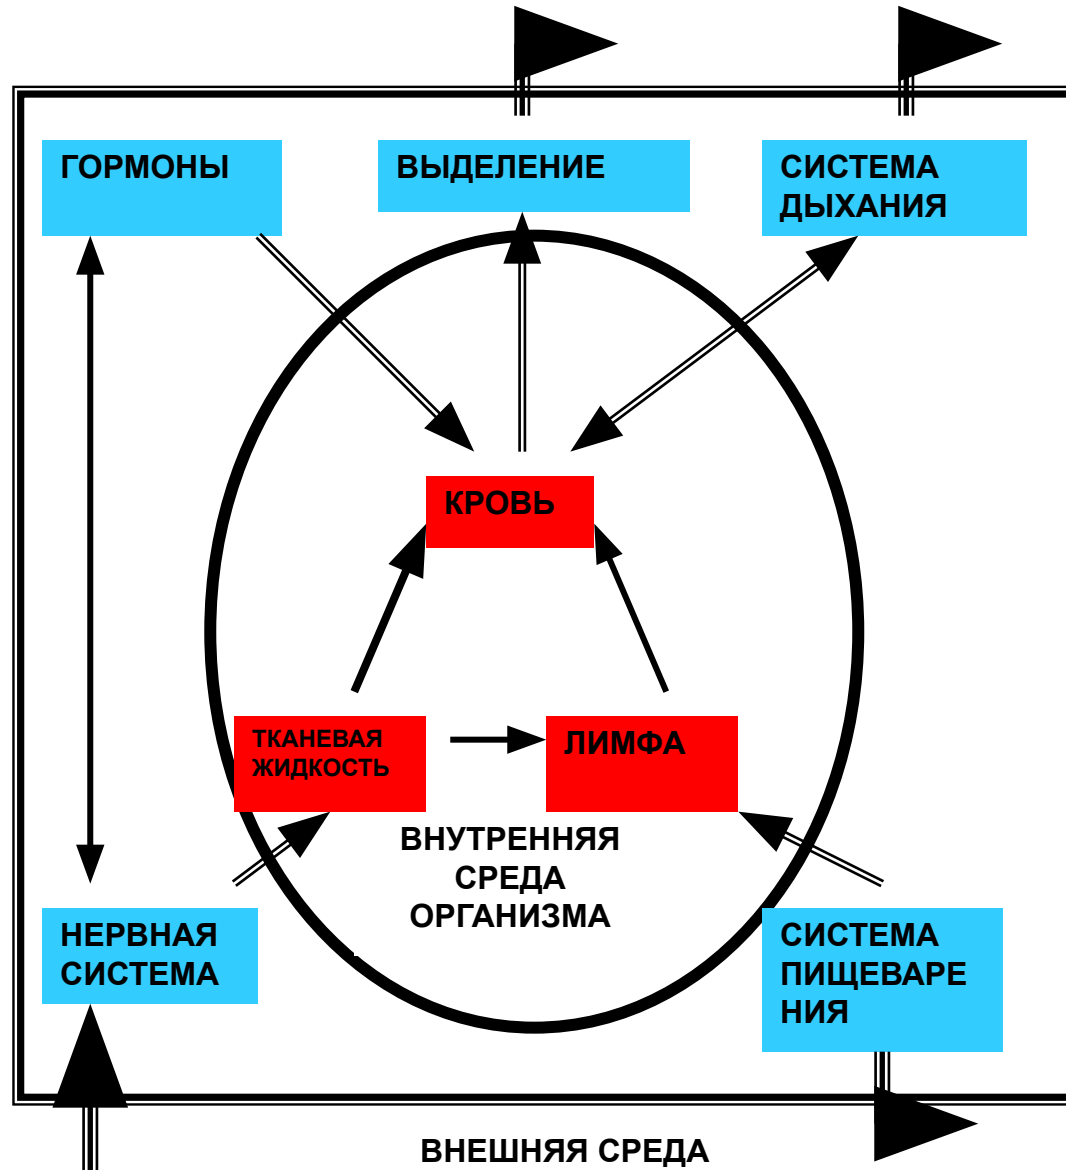 ГОРМОНЫ
ВЫДЕЛЕНИЕ
СИСТЕМА
ДЫХАНИЯ
КРОВЬ
ТКАНЕВАЯ
ЖИДКОСТЬ
ЛИМФА
ВНУТРЕННЯЯ
СРЕДА
ОРГАНИЗМА
НЕРВНАЯ
СИСТЕМА
СИСТЕМА
ПИЩЕВАРЕ
НИЯ
ВНЕШНЯЯ СРЕДА